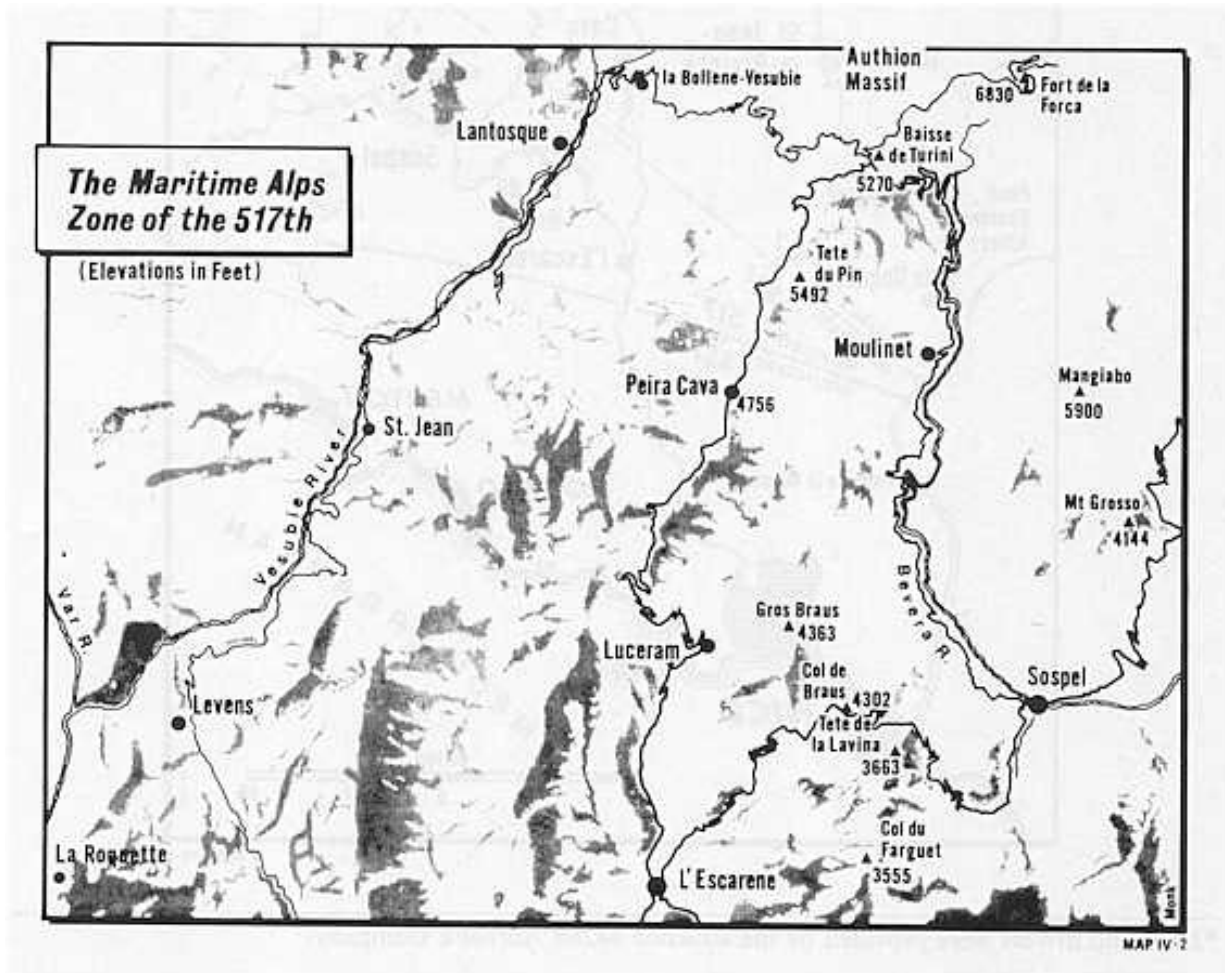 Authion
Massif
la Bollene-Vesubie
6830
Fort de la
Forca
Lantosque
Baisse
de Turini
5270
The Maritime Alps
Zone of the 517th
(Elevations in Feet)
Tete
du Pin
5492
Moulinet
Mangiabo
5900
Peira Cava
4756
St. Jean
Vesubie River
Mt Grosso
4144
Var R.
Bevera R.
Gros Braus
4363
Luceram
Col de
Braus
4302
Sospel
Levens
Tete de
la Lavina
3663
Col du
Farguet
3555
La Roquette
L'Escarene
Monk
MAP IV-2